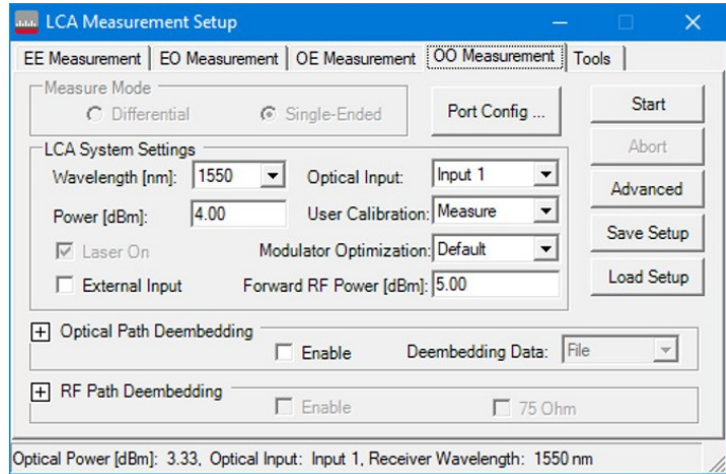 LCA Measurement Setup
EE Measurement EO Measurement OE Measurement OO Measurement Tools
Measure Mode
Differential Single-Ended
Port Config ...
Start
Abort
Advanced
Save Setup
Load Setup
LCA System Settings
Wavelength [nm]: 1550 Optical Input: Input 1
Power [dBm]: 4.00 User Calibration: Measure
Laser On Modulator Optimization: Default
External Input Forward RF Power [dBm]: 5.00
Optical Path Deembedding
Enable Deembedding Data: File
RF Path Deembedding
Enable 75 Ohm
Optical Power [dBm]: 3.33, Optical Input: Input 1, Receiver Wavelength: 1550 nm